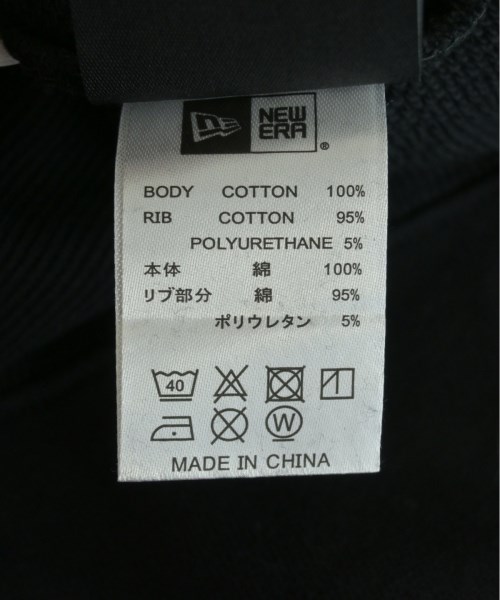 NEW
ERA
®
BODY COTTON 100%
RIB COTTON 95%
POLYURETHANE 5%
本体 綿 100%
リブ部分 綿 95%
ポリウレタン 5%
40
W
MADE IN CHINA